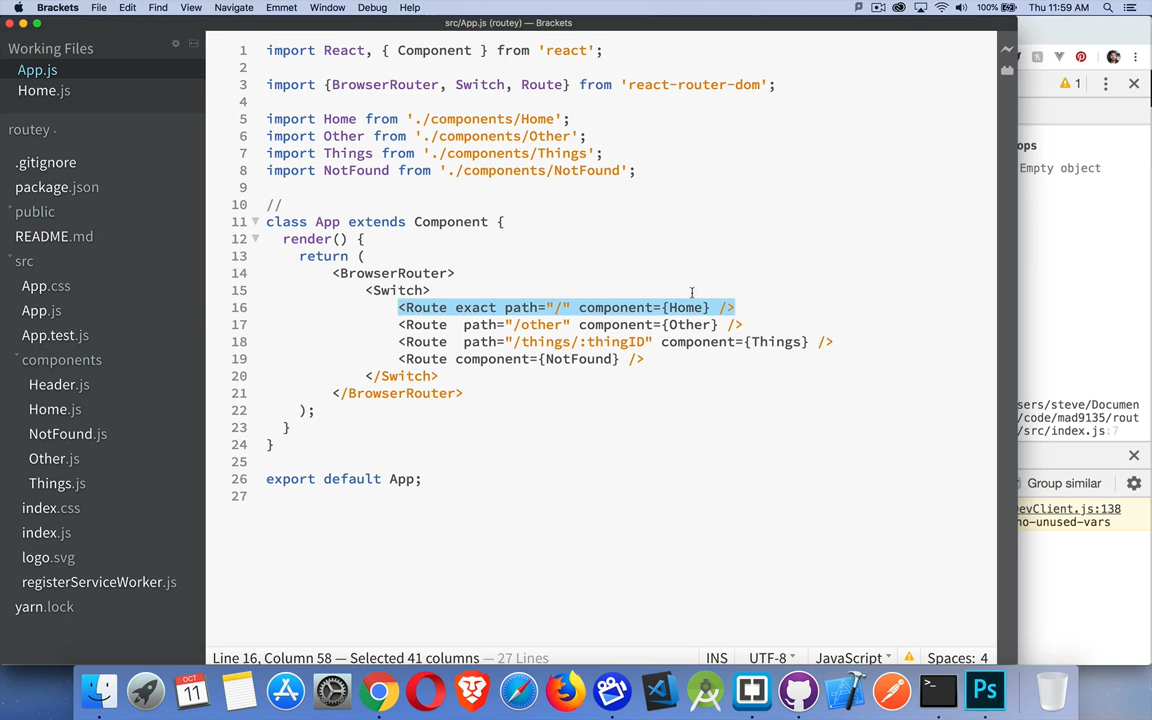 Brackets File Edit Find View Navigate Emmet Window Debug Help 100% Thu 11:59 AM
src/App.js (routey) — Brackets
Working Files
App.js
Home.js
routey
.gitignore
package.json
public
README.md
src
App.css
App.js
App.test.js
components
Header.js
Home.js
NotFound.js
Other.js
Things.js
index.css
index.js
logo.svg
registerServiceWorker.js
yarn.lock
1 import React, { Component } from 'react';
2
3 import {BrowserRouter, Switch, Route} from 'react-router-dom';
4
5 import Home from './components/Home';
6 import Other from './components/Other';
7 import Things from './components/Things';
8 import NotFound from './components/NotFound';
9
10 //
11 class App extends Component {
12 render() {
13 return (
14 <BrowserRouter>
15 <Switch>
16 <Route exact path="/" component={Home} />
17 <Route  path="/other" component={Other} />
18 <Route  path="/things/:thingID" component={Things} />
19 <Route component={NotFound} />
20 </Switch>
21 </BrowserRouter>
22 );
23 }
24 }
25
26 export default App;
27
Line 16, Column 58 — Selected 41 columns — 27 Lines
INS UTF-8 JavaScript Spaces: 4
1
ops
Empty object
sers/steve/Documen
/code/mad9135/rout
/src/index.js:7
Group similar
DevClient.js:138
no-unused-vars
OCT
11
Ps